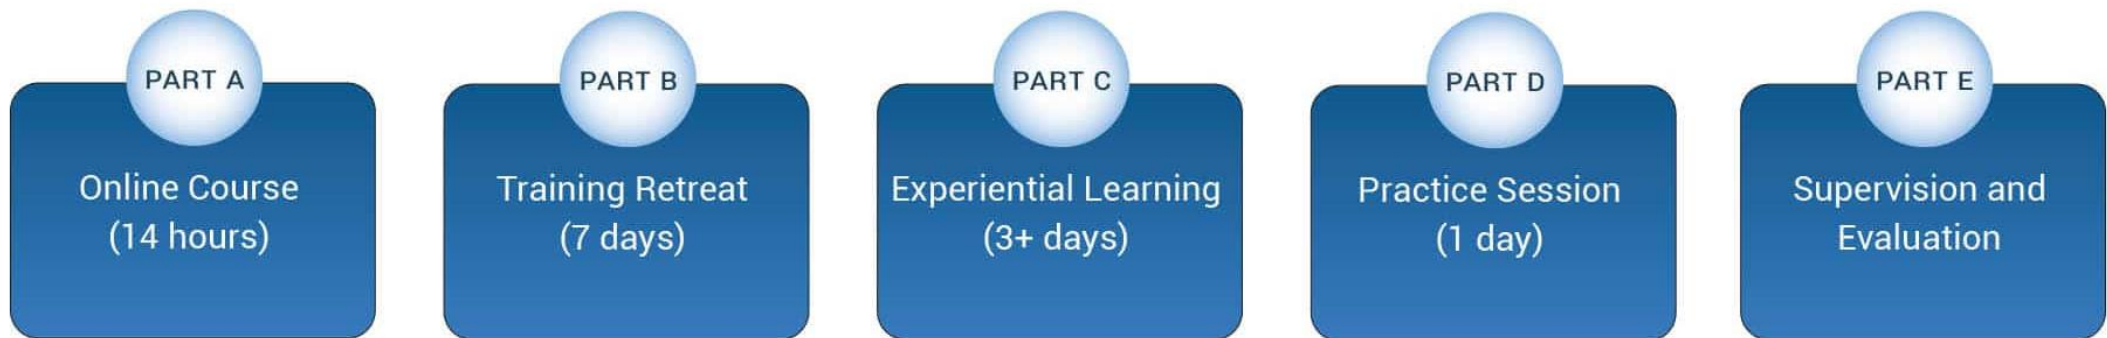 PART A
Online Course
(14 hours)
PART B
Training Retreat
(7 days)
PART C
Experiential Learning
(3+ days)
PART D
Practice Session
(1 day)
PART E
Supervision and
Evaluation